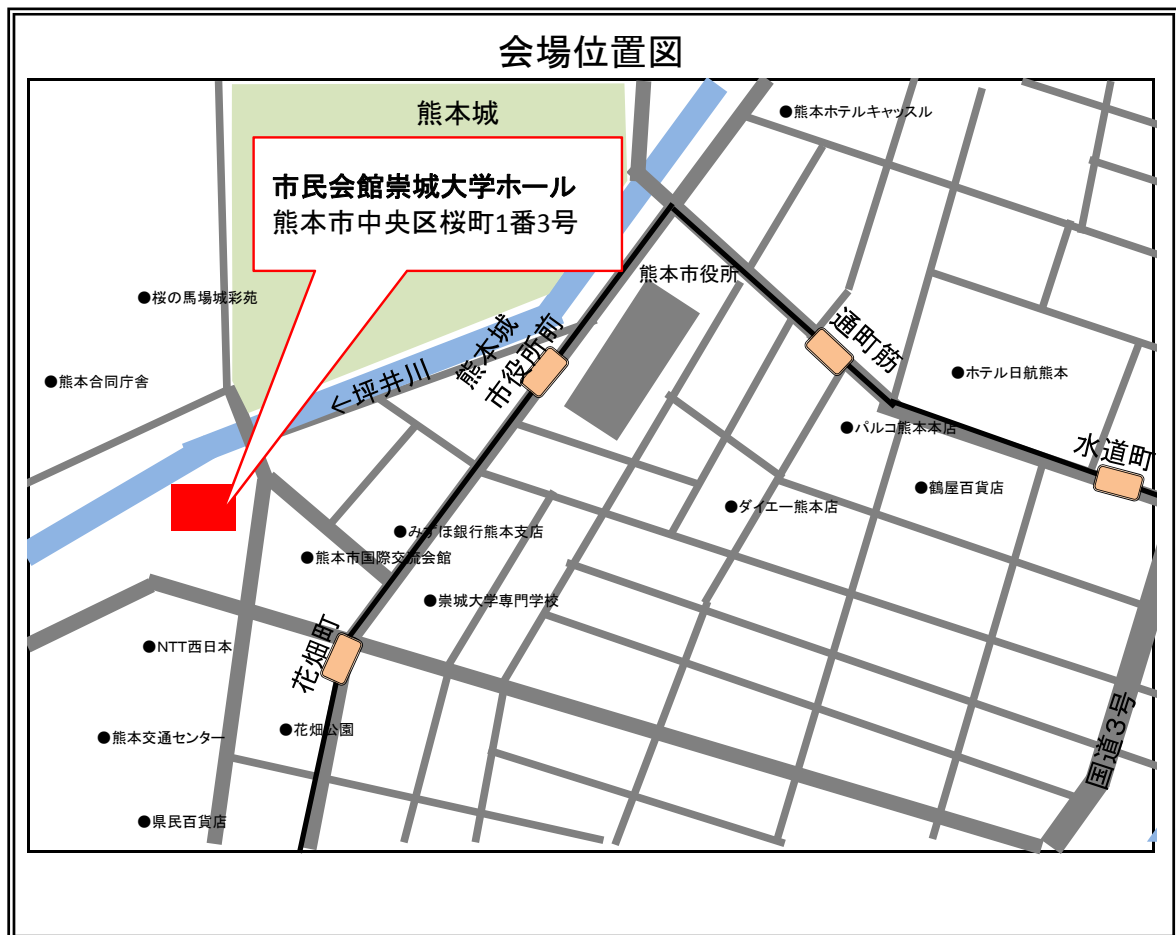 会場位置図
熊本城
●熊本ホテルキャッスル
市民会館崇城大学ホール
熊本市中央区桜町1番3号
熊本市役所
●桜の馬場城彩苑
熊本城
市役所前
通町筋
●熊本合同庁舎
←坪井川
●ホテル日航熊本
●パルコ熊本本店
水道町
●鶴屋百貨店
●ダイエー熊本店
●みずほ銀行熊本支店
●熊本市国際交流会館
●崇城大学専門学校
花畑町
●NTT西日本
●花畑公園
●熊本交通センター
国道3号
●県民百貨店